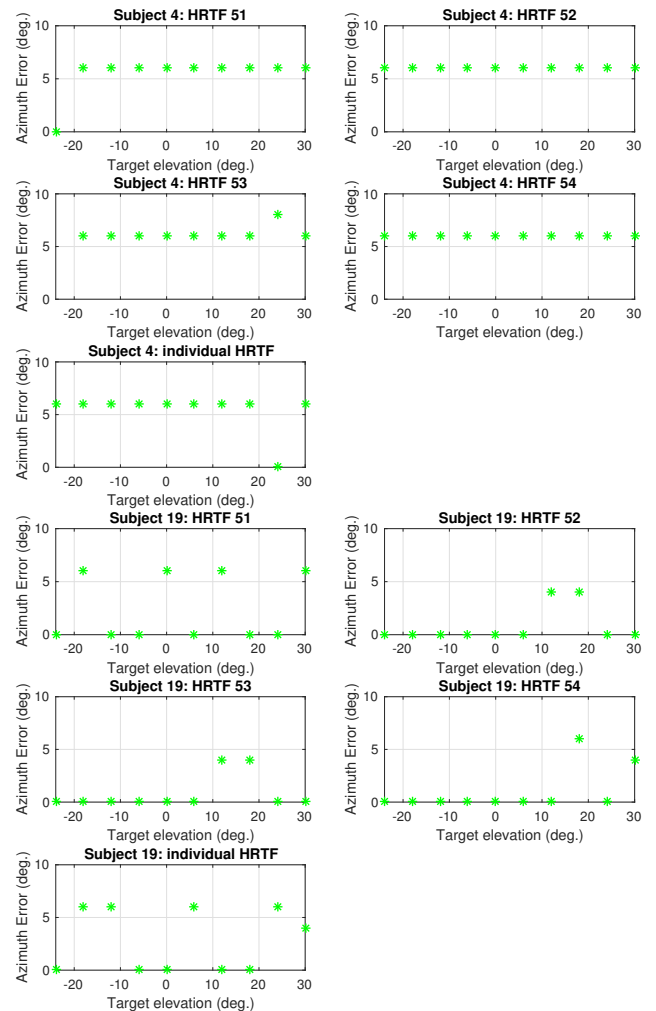 Subject 4: HRTF 51
Azimuth Error (deg.)
10
5
0
-20 -10 0 10 20 30
Target elevation (deg.)
Subject 4: HRTF 52
Azimuth Error (deg.)
10
5
0
-20 -10 0 10 20 30
Target elevation (deg.)
Subject 4: HRTF 53
Azimuth Error (deg.)
10
5
0
-20 -10 0 10 20 30
Target elevation (deg.)
Subject 4: HRTF 54
Azimuth Error (deg.)
10
5
0
-20 -10 0 10 20 30
Target elevation (deg.)
Subject 4: individual HRTF
Azimuth Error (deg.)
10
5
0
-20 -10 0 10 20 30
Target elevation (deg.)
Subject 19: HRTF 51
Azimuth Error (deg.)
10
5
0
-20 -10 0 10 20 30
Target elevation (deg.)
Subject 19: HRTF 52
Azimuth Error (deg.)
10
5
0
-20 -10 0 10 20 30
Target elevation (deg.)
Subject 19: HRTF 53
Azimuth Error (deg.)
10
5
0
-20 -10 0 10 20 30
Target elevation (deg.)
Subject 19: HRTF 54
Azimuth Error (deg.)
10
5
0
-20 -10 0 10 20 30
Target elevation (deg.)
Subject 19: individual HRTF
Azimuth Error (deg.)
10
5
0
-20 -10 0 10 20 30
Target elevation (deg.)